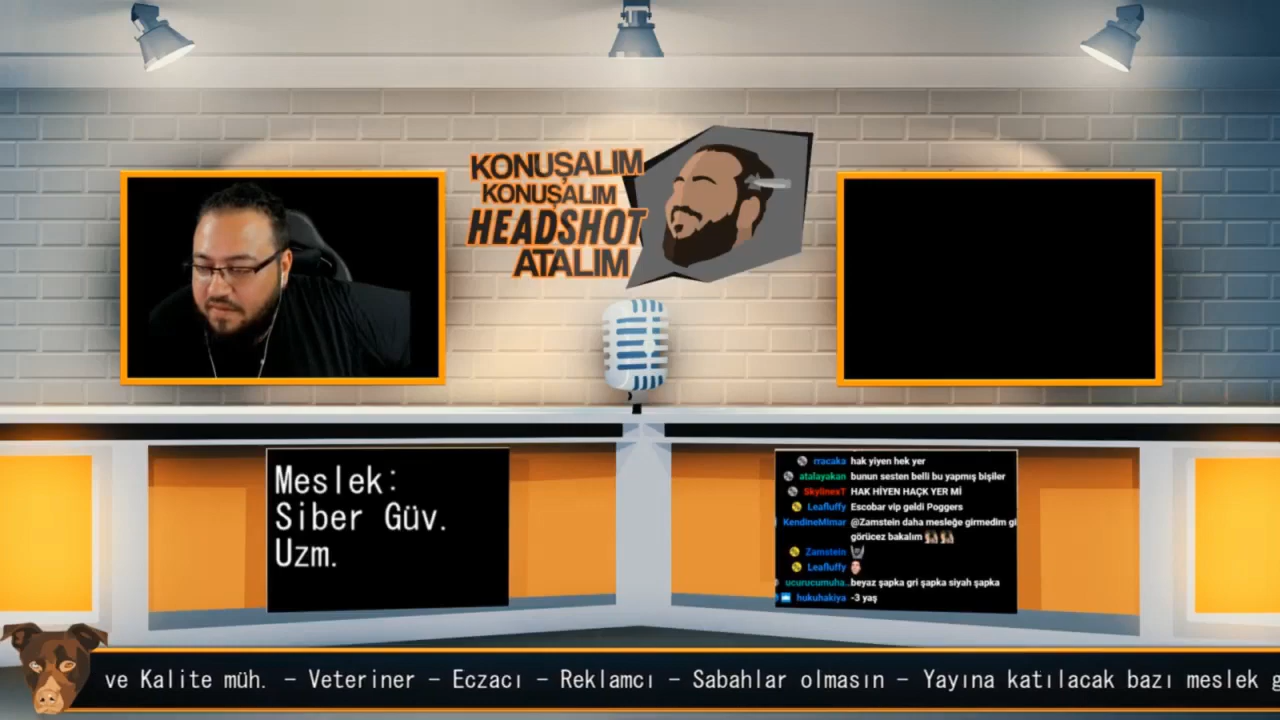 KONUŞALIM
KONUŞALIM
HEADSHOT
ATALIM
Meslek:
Siber Güv.
Uzm.
rracaka hak yiyen hek yer
atalayakan bunun sesten belli bu yapmış bişiler
SkylinexT HAK HİYEN HAÇK YER Mİ
Leafluffy Escobar vip geldi Poggers
KendineMimar @Zamstein daha mesleğe girmedim gi
görücez bakalım
Zamstein
Leafluffy
ucurucumuha.. beyaz şapka gri şapka siyah şapka
hukuhakiya -3 yaş
ve Kalite müh. – Veteriner – Eczacı – Reklamcı – Sabahlar olmasın – Yayına katılacak bazı meslek g